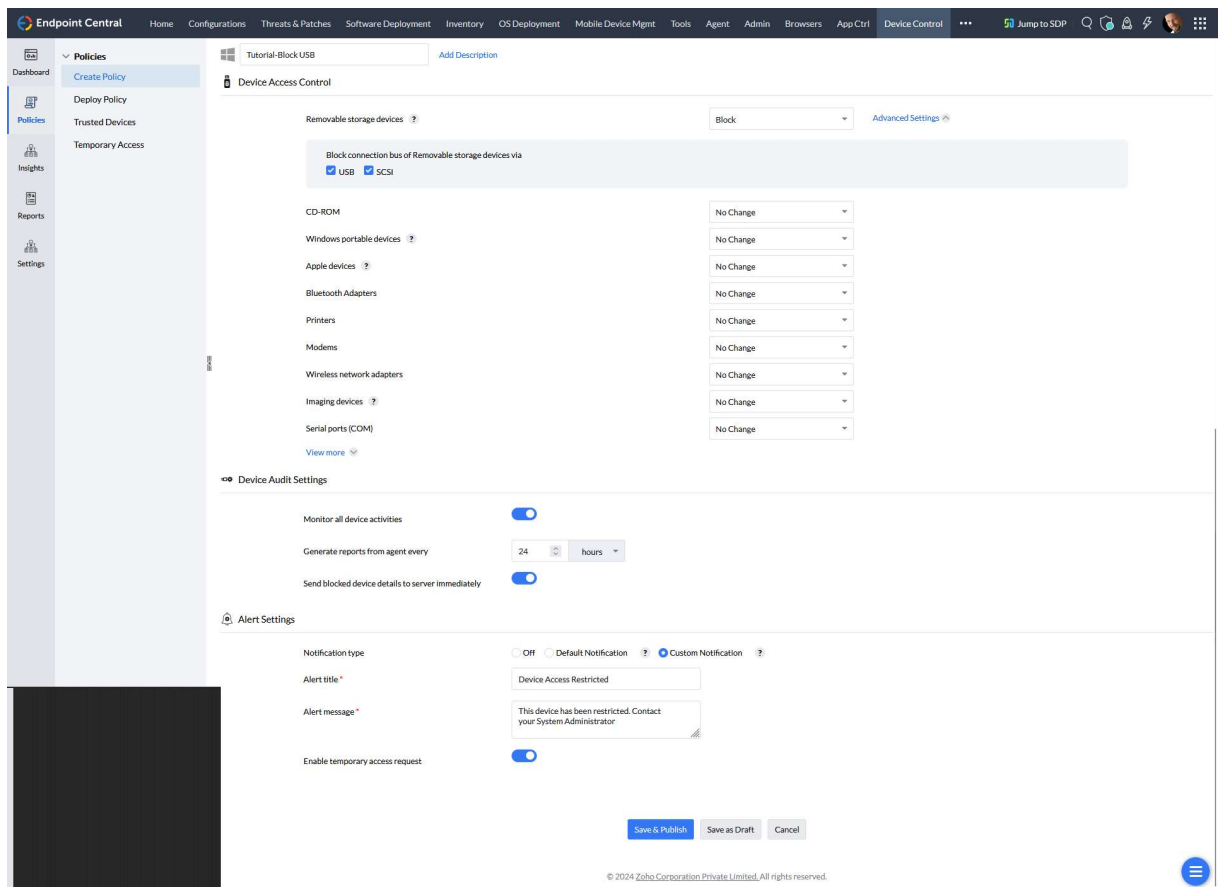 Endpoint Central Home Configurations Threats & Patches Software Deployment Inventory OS Deployment Mobile Device Mgmt Tools Agent Admin Browsers App Ctrl Device Control ••• Jump to SDP
Dashboard
Policies
Insights
Reports
Settings
Policies
Create Policy
Deploy Policy
Trusted Devices
Temporary Access
Tutorial-Block USB Add Description
Device Access Control
Removable storage devices ? Block Advanced Settings
Block connection bus of Removable storage devices via
USB SCSI
CD-ROM No Change
Windows portable devices ? No Change
Apple devices ? No Change
Bluetooth Adapters No Change
Printers No Change
Modems No Change
Wireless network adapters No Change
Imaging devices ? No Change
Serial ports (COM) No Change
View more
Device Audit Settings
Monitor all device activities
Generate reports from agent every 24 hours
Send blocked device details to server immediately
Alert Settings
Notification type Off Default Notification ? Custom Notification ?
Alert title * Device Access Restricted
Alert message * This device has been restricted. Contact
your System Administrator
Enable temporary access request
Save & Publish Save as Draft Cancel
© 2024 Zoho Corporation Private Limited. All rights reserved.